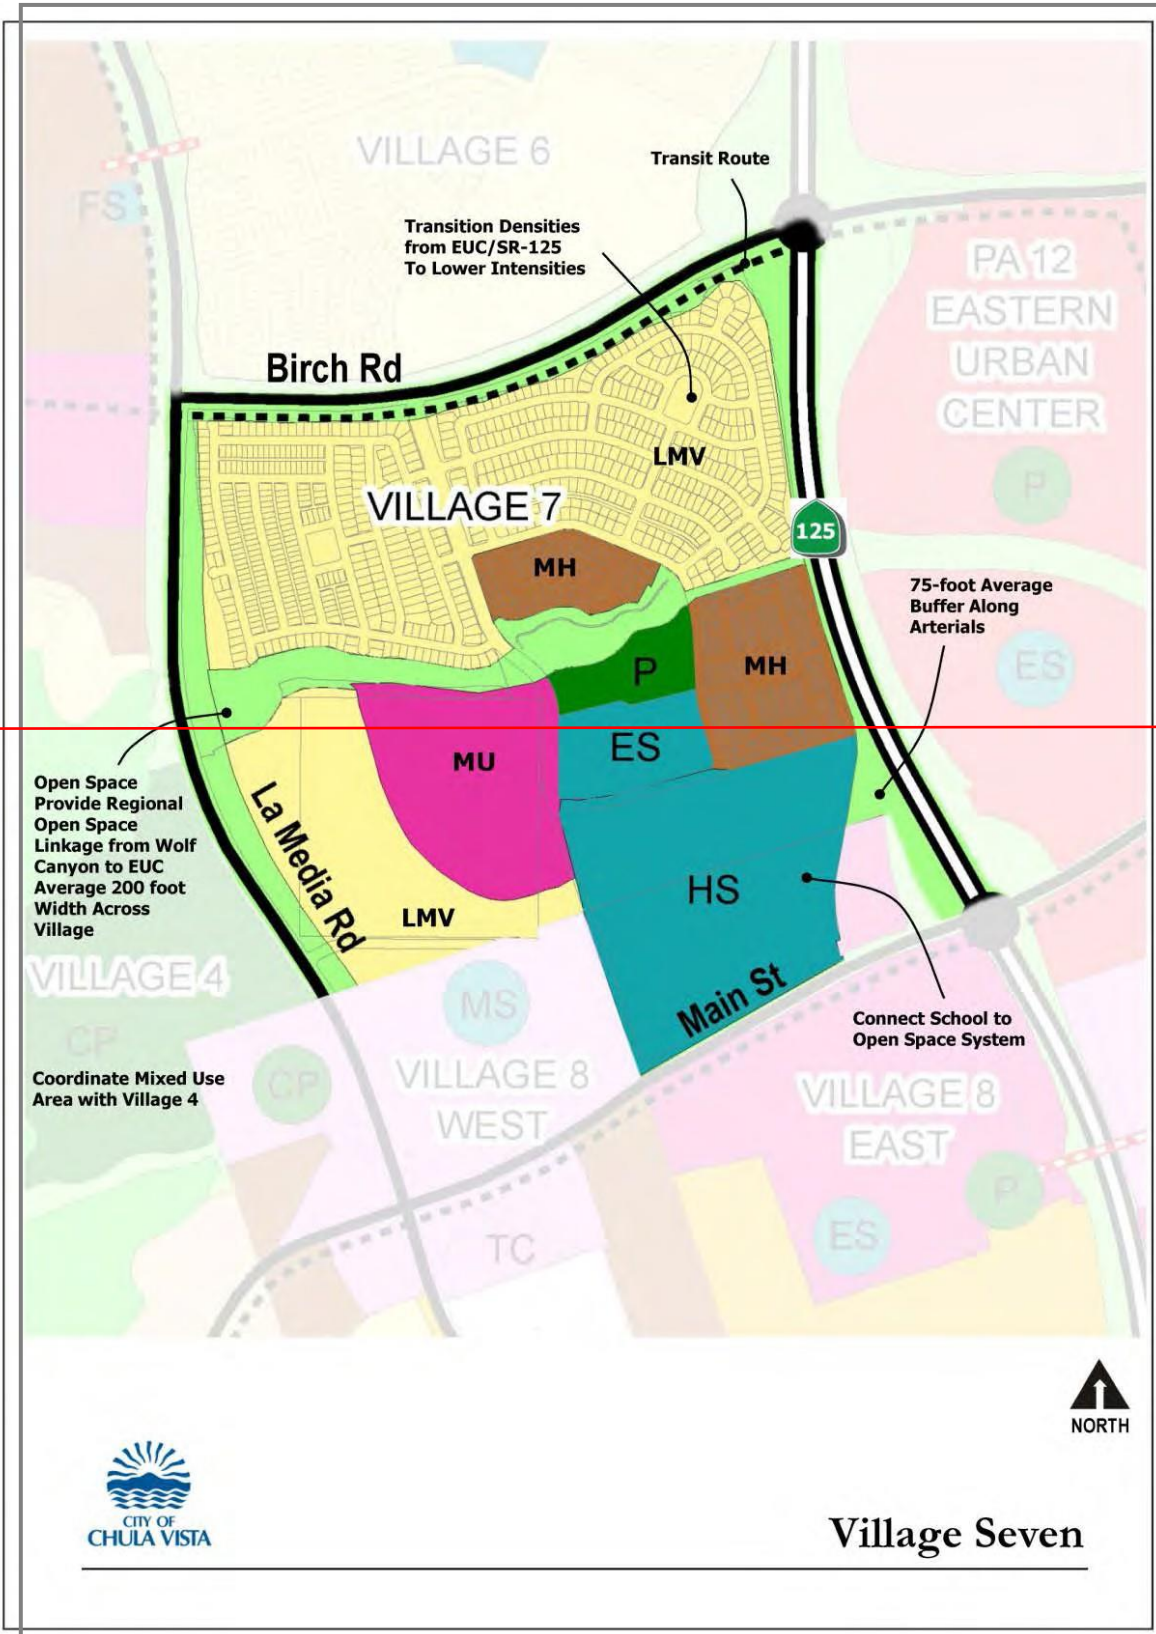 VILLAGE 6
Transit Route
FS
Transition Densities
from EUC/SR-125
To Lower Intensities
PA 12
EASTERN
URBAN
CENTER
Birch Rd
LMV
P
VILLAGE 7
125
MH
75-foot Average
Buffer Along
Arterials
P
MH
ES
ES
MU
Open Space
Provide Regional
Open Space
Linkage from Wolf
Canyon to EUC
Average 200 foot
Width Across
Village
La Media Rd
HS
LMV
VILLAGE 4
MS
Main St
Connect School to
Open Space System
CP
CP
Coordinate Mixed Use
Area with Village 4
VILLAGE 8
WEST
VILLAGE 8
EAST
P
ES
TC
NORTH
CITY OF
CHULA VISTA
Village Seven